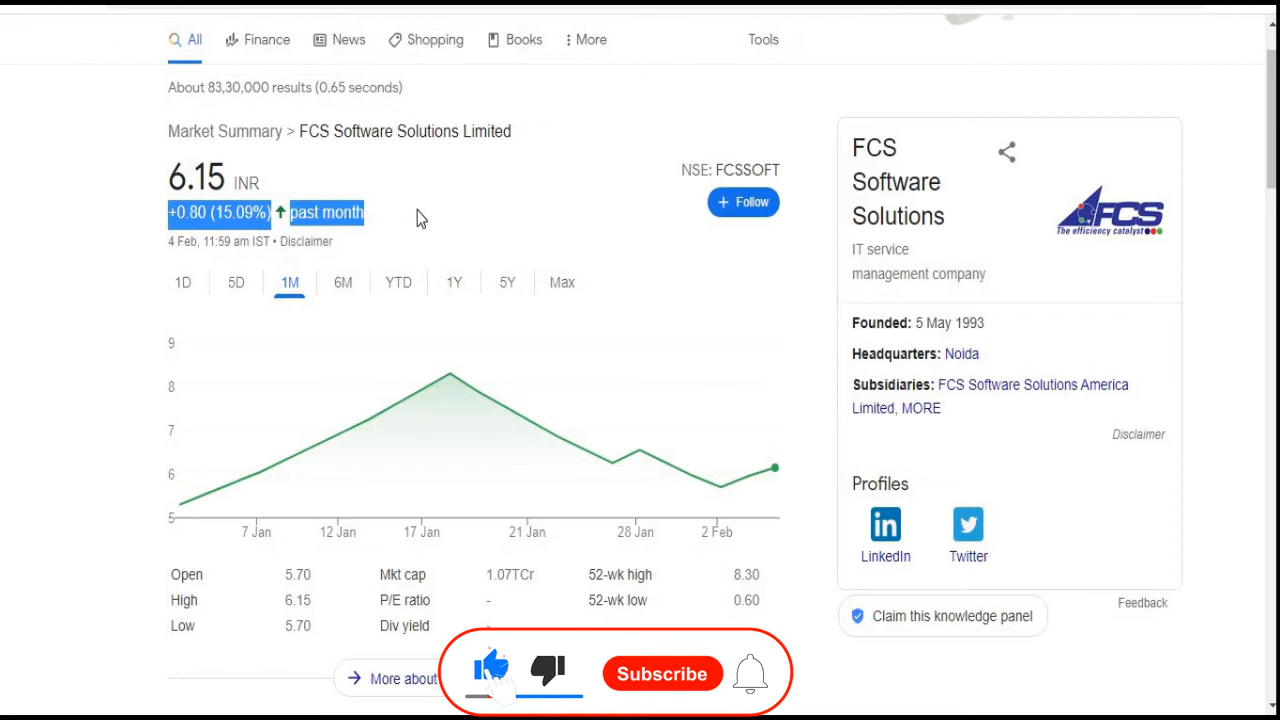 All Finance News Shopping Books More Tools
About 83,30,000 results (0.65 seconds)
Market Summary > FCS Software Solutions Limited
6.15 INR
+0.80 (15.09%) past month
4 Feb, 11:59 am IST • Disclaimer
NSE: FCSSOFT
+ Follow
1D 5D 1M 6M YTD 1Y 5Y Max
9
8
7
6
5
7 Jan 12 Jan 17 Jan 21 Jan 28 Jan 2 Feb
Open 5.70 Mkt cap 1.07TCr 52-wk high 8.30
High 6.15 P/E ratio - 52-wk low 0.60
Low 5.70 Div yield -
More about
Subscribe
FCS
Software
Solutions
IT service
management company
FCS
The efficiency catalyst
Founded: 5 May 1993
Headquarters: Noida
Subsidiaries: FCS Software Solutions America
Limited, MORE
Disclaimer
Profiles
in
LinkedIn Twitter
Feedback
Claim this knowledge panel